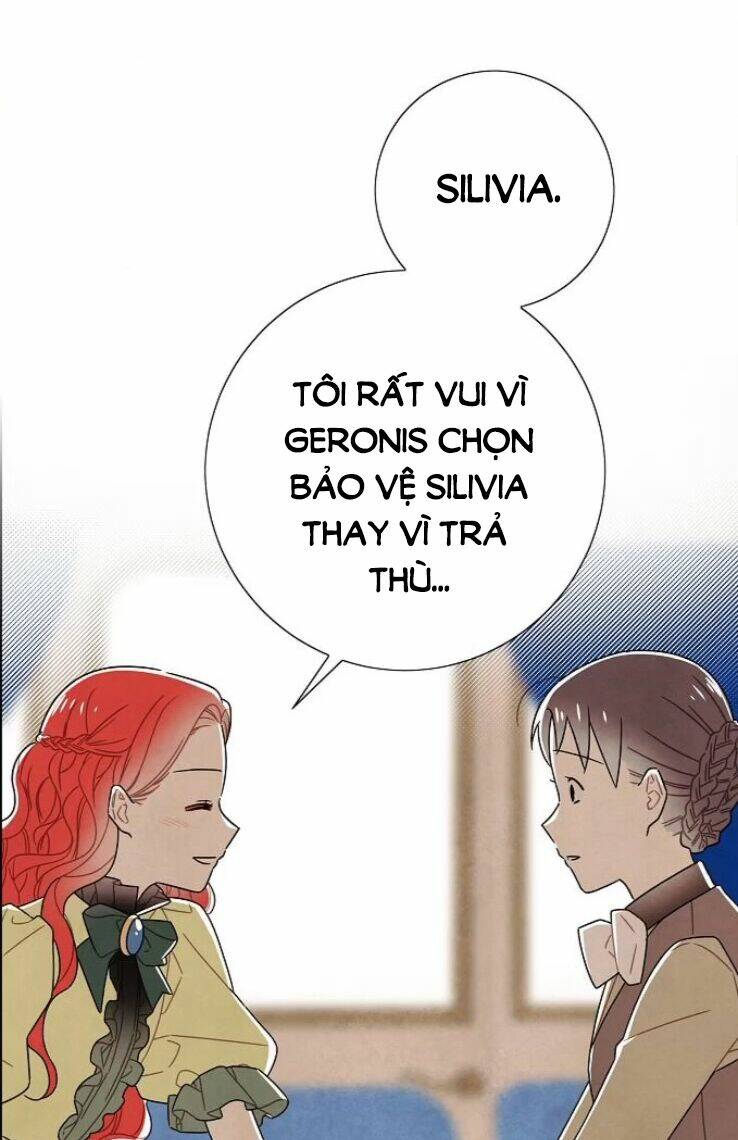 SILIVIA.
TÔI RẤT VUI VÌ
GERONIS CHỌN
BẢO VỆ SILIVIA
THAY VÌ TRẢ
THÙ...